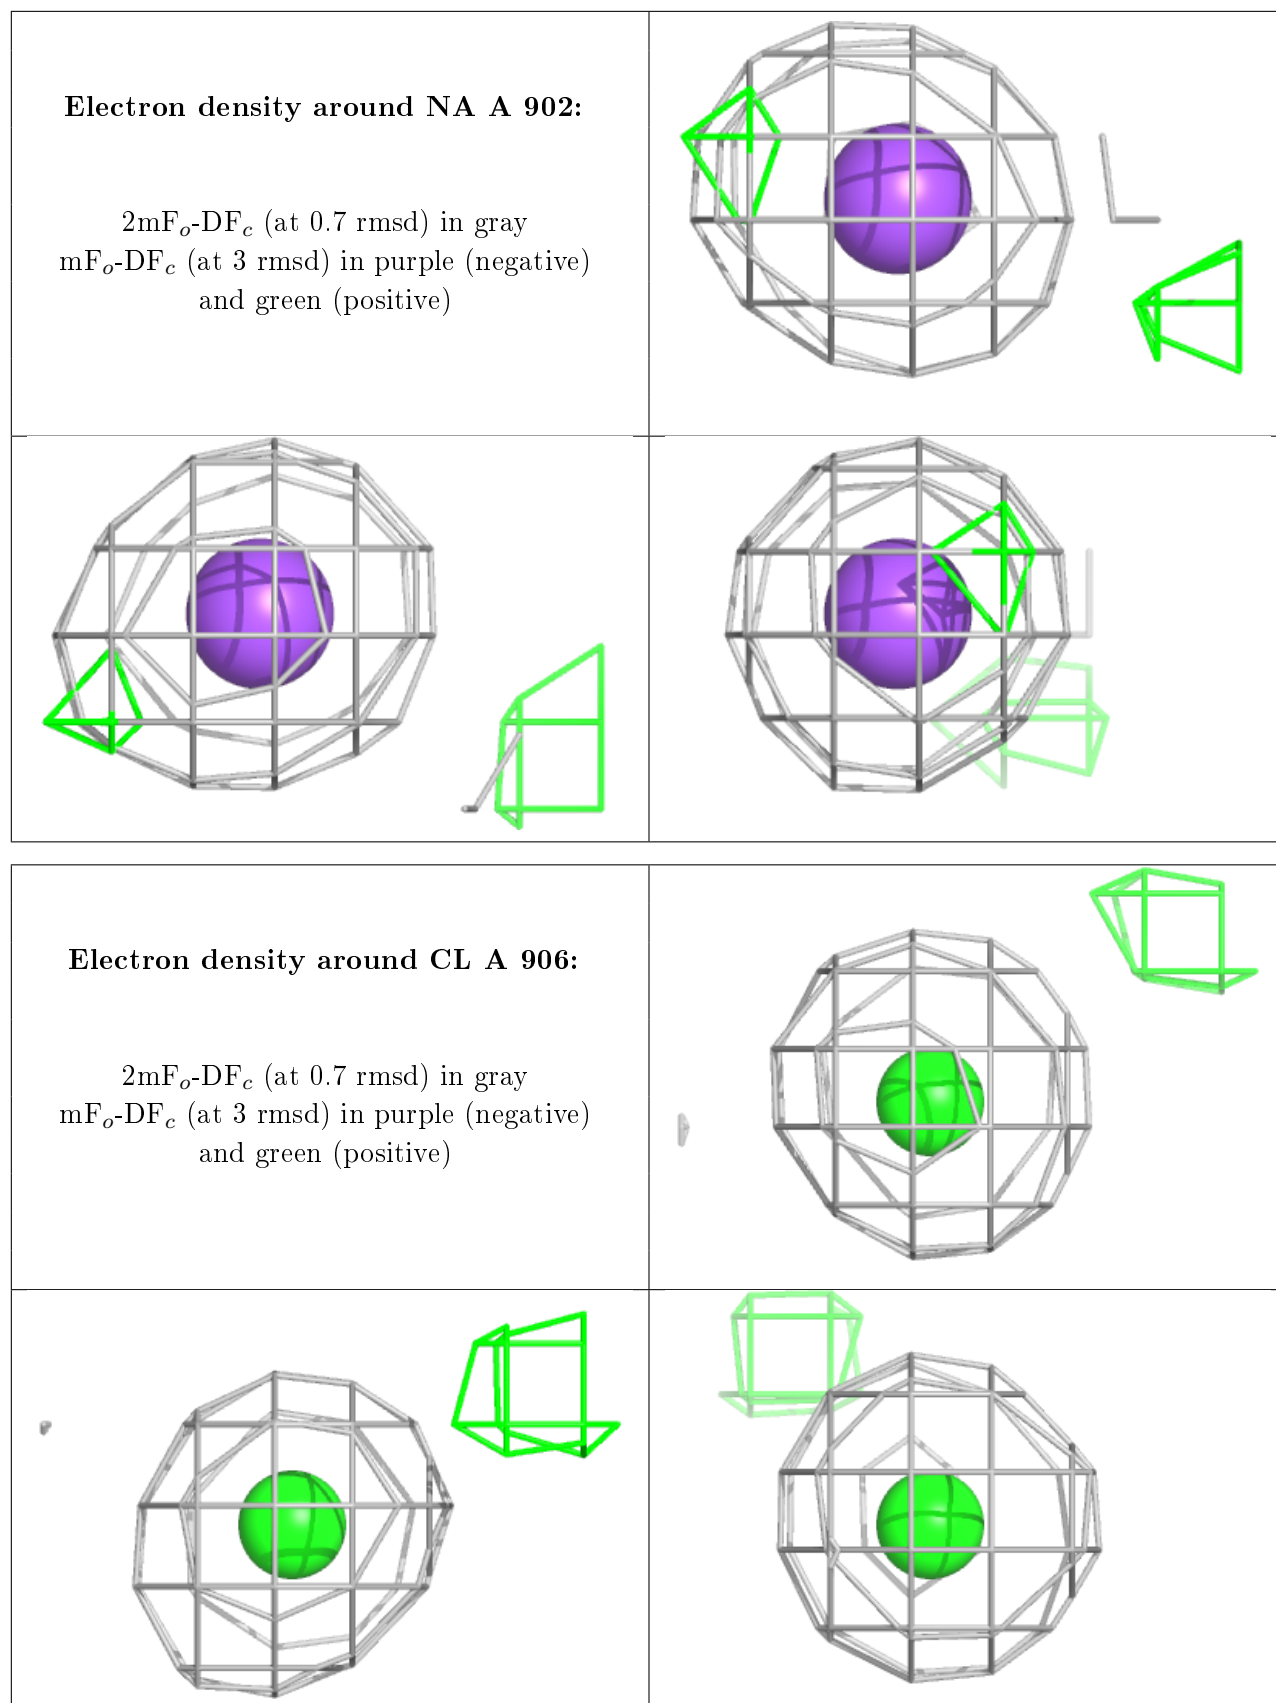 Electron density around NA A 902:
2mFo-DFc (at 0.7 rmsd) in gray
mFo-DFc (at 3 rmsd) in purple (negative)
and green (positive)
Electron density around CL A 906:
2mFo-DFc (at 0.7 rmsd) in gray
mFo-DFc (at 3 rmsd) in purple (negative)
and green (positive)